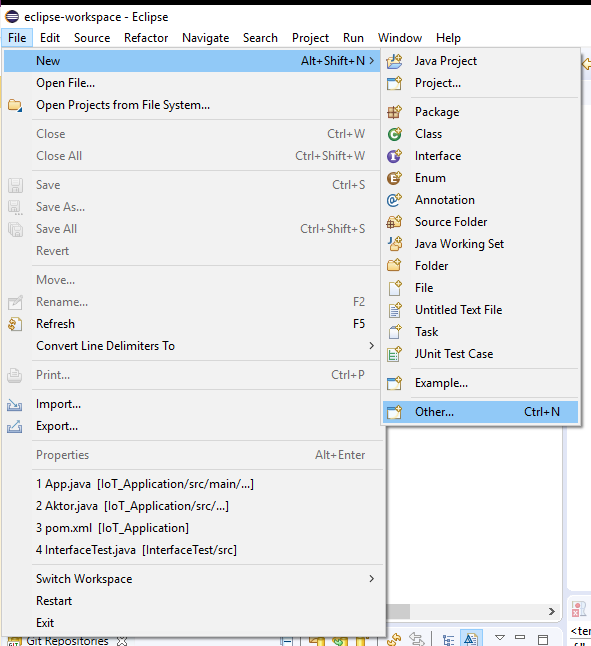 eclipse-workspace - Eclipse
File Edit Source Refactor Navigate Search Project Run Window Help
New Alt+Shift+N
Open File...
Open Projects from File System...
Close Ctrl+W
Close All Ctrl+Shift+W
Save Ctrl+S
Save As...
Save All Ctrl+Shift+S
Revert
Move...
Rename... F2
Refresh F5
Convert Line Delimiters To
Print... Ctrl+P
Import...
Export...
Properties Alt+Enter
1 App.java [IoT_Application/src/main/...]
2 Aktor.java [IoT_Application/src/...]
3 pom.xml [IoT_Application]
4 InterfaceTest.java [InterfaceTest/src]
Switch Workspace
Restart
Exit
Java Project
Project...
Package
Class
Interface
Enum
Annotation
Source Folder
Java Working Set
Folder
File
Untitled Text File
Task
JUnit Test Case
Example...
Other... Ctrl+N
Git Repositories
<ter